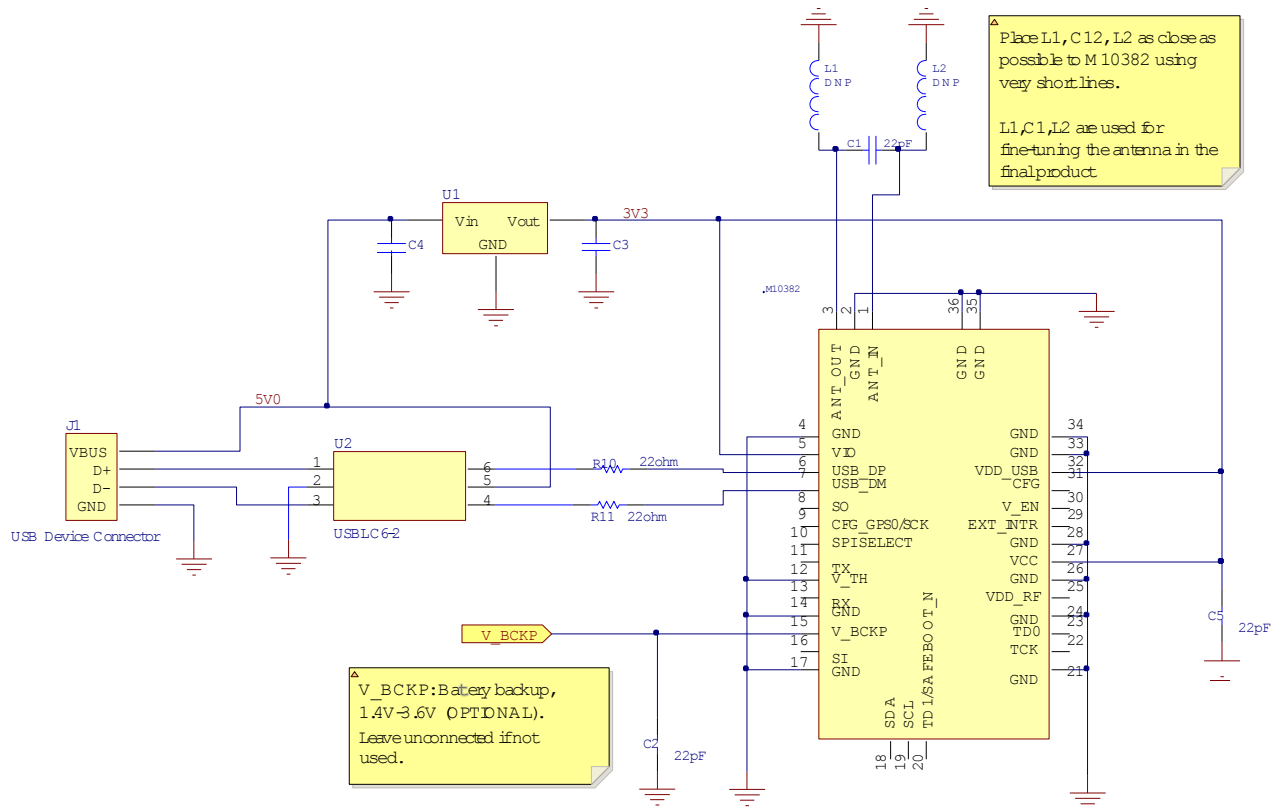 L1
DNP
L2
DNP
C1 22pF
Place L1, C12, L2 as close as
possible to M10382 using
very short lines.
L1,C1,L2 are used for
fine-tuning the antenna in the
final product
U1
Vin Vout
GND
3V3
C4
C3
.M10382
3 2 1 36 35
ANT_OUT
GND
ANT_IN
GND
GND
5V0
J1
VBUS
D+
D-
GND
USB Device Connector
U2
1 6
2 5
3 4
USBLC6-2
R10 22ohm
R11 22ohm
4 GND
5 VIO
6 USB_DP
7 USB_DM
8 SO
9 CFG_GPS0/SCK
10 SPISELECT
11
12 TX
V_TH
13
14 RX
GND
15 V_BCKP
16
SI
17 GND
GND 34
33
VDD_USB 32
31
CFG
30
V_EN
29
EXT_INTR
28
GND
27
VCC
26
GND
25
VDD_RF
24
GND
23
TD0
22
TCK
21
GND
SDA
SCL
TD1/SAFEBOOT_N
18 19 20
C5
22pF
V_BCKP
V_BCKP: Batery backup,
1.4V-3.6V (OPTIONAL).
Leave unconnected if not
used.
C2
22pF